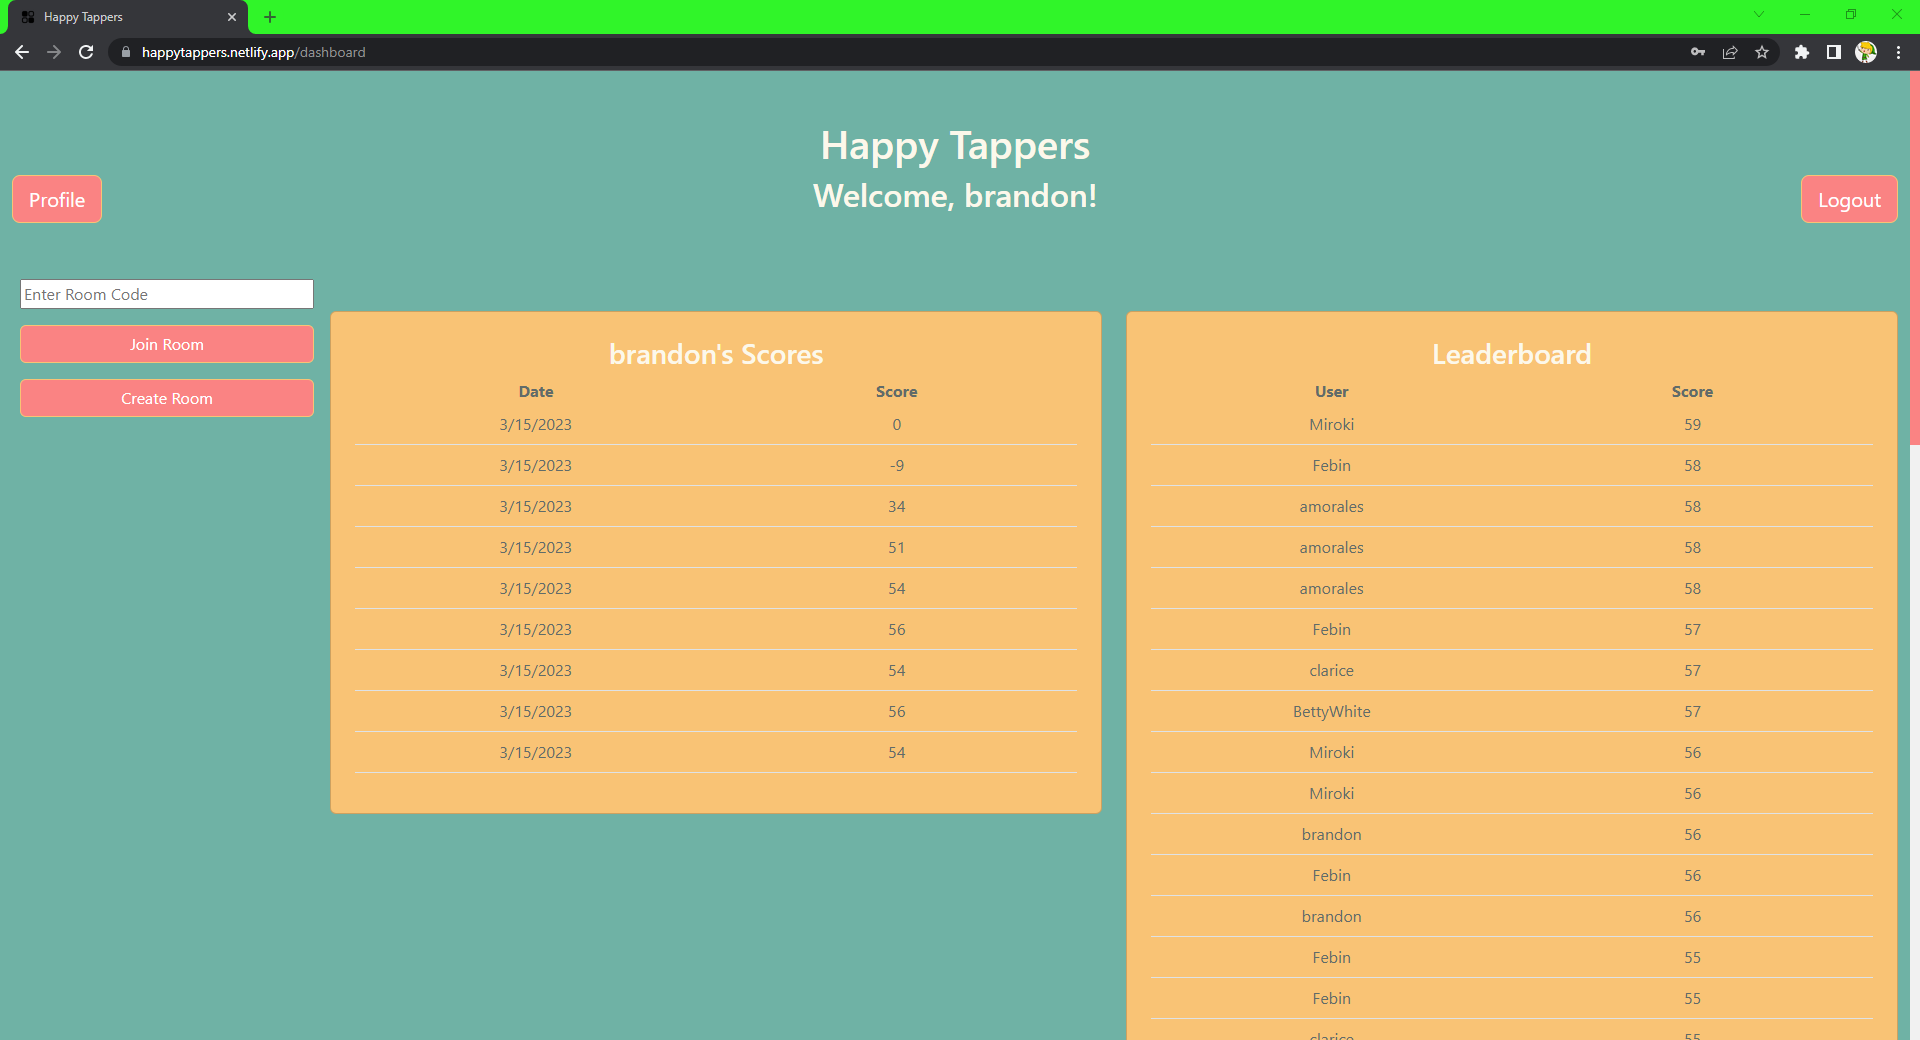 Happy Tappers
happytappers.netlify.app/dashboard
Happy Tappers
Welcome, brandon!
Profile
Logout
Enter Room Code
Join Room
Create Room
brandon's Scores
Date Score
3/15/2023 0
3/15/2023 -9
3/15/2023 34
3/15/2023 51
3/15/2023 54
3/15/2023 56
3/15/2023 54
3/15/2023 56
3/15/2023 54
Leaderboard
User Score
Miroki 59
Febin 58
amorales 58
amorales 58
amorales 58
Febin 57
clarice 57
BettyWhite 57
Miroki 56
Miroki 56
brandon 56
Febin 56
brandon 56
Febin 55
Febin 55
clarice 55